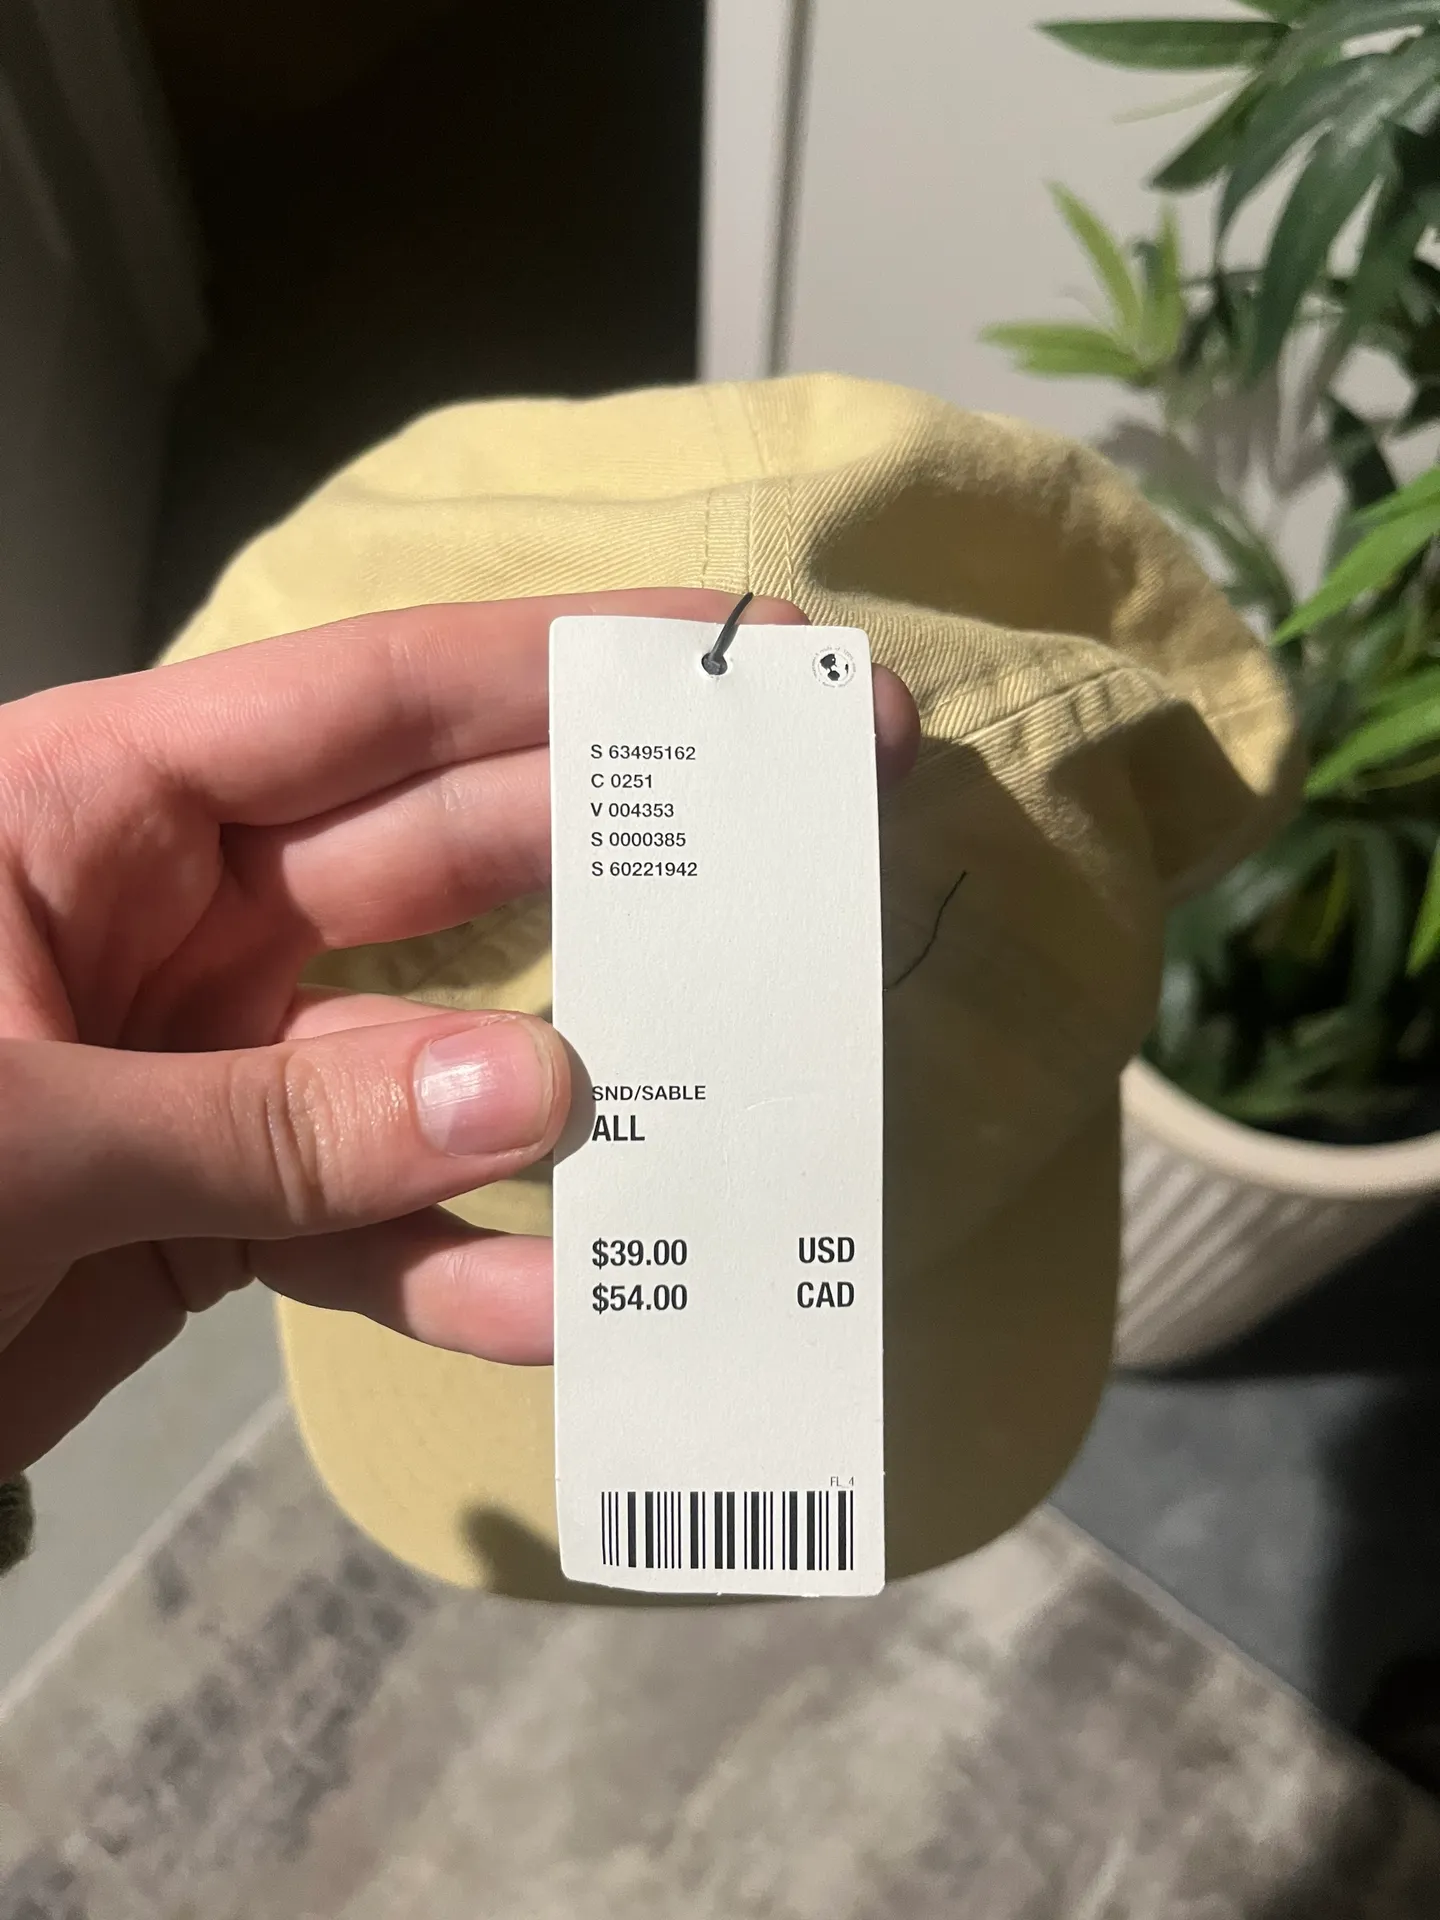 S 63495162
C 0251
V 004353
S 0000385
S 60221942
SND/SABLE
ALL
$39.00 USD
$54.00 CAD
FL_4